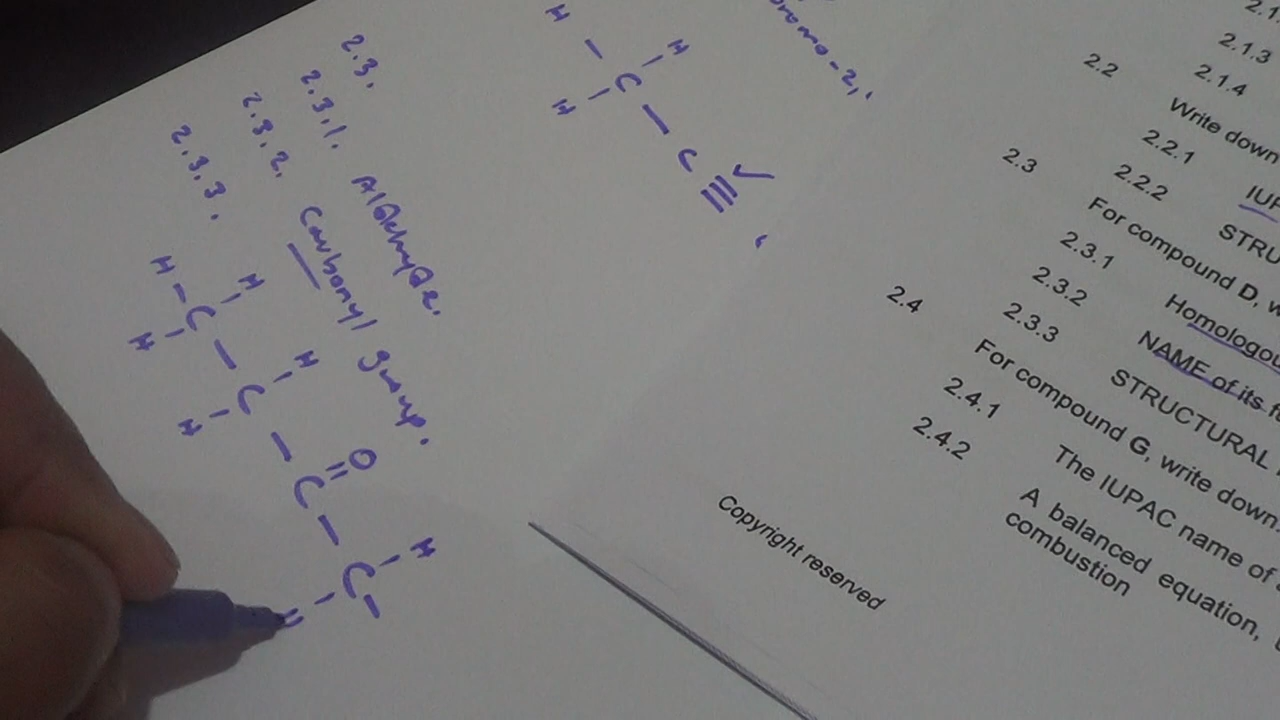 2.3.
2.3.1. Aldehyde.
2.3.2. Carbonyl group.
2.3.3.
H H
H - C - C ≡
H
H H O H
H - C - C - C - C -
H H
2.1.3
2.1.4
2.2
Write down
2.2.1 IUP
2.2.2 STRU
2.3
For compound D, w
2.3.1 Homologou
2.3.2 NAME of its f
2.3.3 STRUCTURAL
2.4
For compound G, write down
2.4.1 The IUPAC name of
2.4.2 A balanced equation,
combustion
Copyright reserved